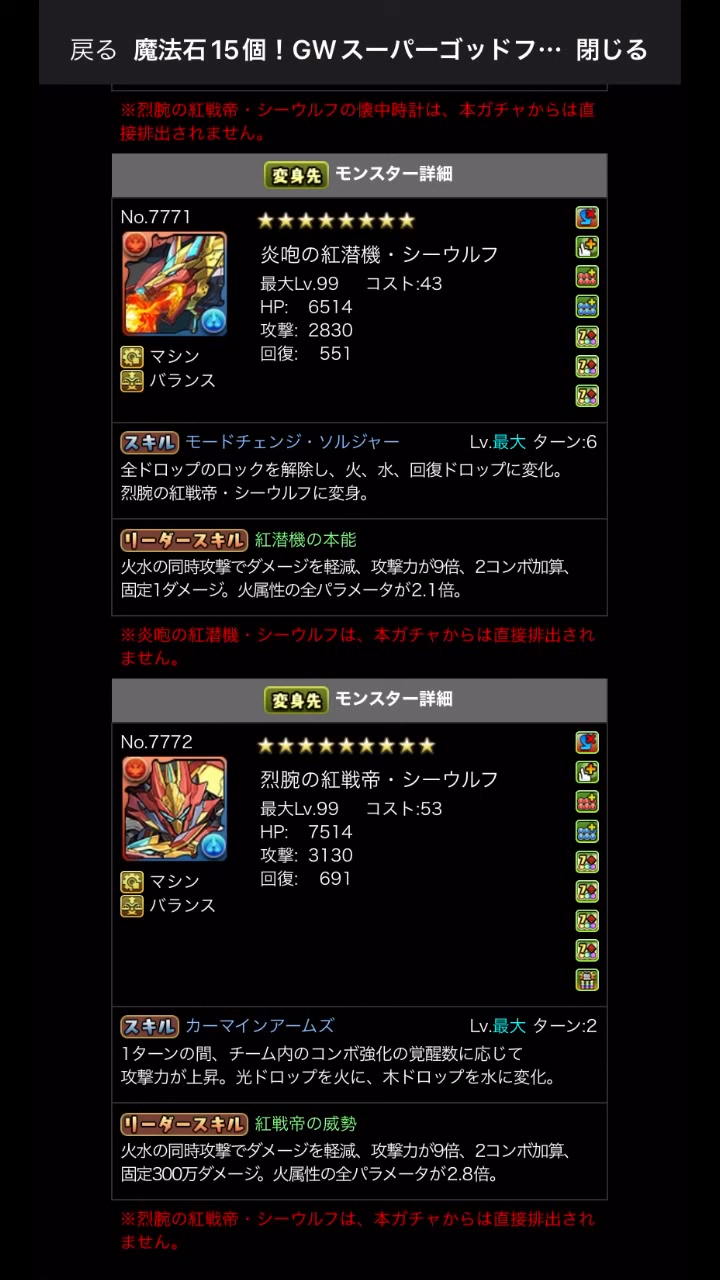 戻る 魔法石15個！GWスーパーゴッドフ… 閉じる
※烈腕の紅戦帝・シーウルフの懐中時計は、本ガチャからは直
接排出されません。
変身先 モンスター詳細
No.7771
★★★★★★★★
炎咆の紅潜機・シーウルフ
最大Lv.99 コスト:43
HP: 6514
攻撃: 2830
回復: 551
マシン
バランス
スキル モードチェンジ・ソルジャー Lv.最大 ターン:6
全ドロップのロックを解除し、火、水、回復ドロップに変化。
烈腕の紅戦帝・シーウルフに変身。
リーダースキル 紅潜機の本能
火水の同時攻撃でダメージを軽減、攻撃力が9倍、2コンボ加算、
固定1ダメージ。火属性の全パラメータが2.1倍。
※炎咆の紅潜機・シーウルフは、本ガチャからは直接排出され
ません。
変身先 モンスター詳細
No.7772
★★★★★★★★★
烈腕の紅戦帝・シーウルフ
最大Lv.99 コスト:53
HP: 7514
攻撃: 3130
回復: 691
マシン
バランス
スキル カーマインアームズ Lv.最大 ターン:2
1ターンの間、チーム内のコンボ強化の覚醒数に応じて
攻撃力が上昇。光ドロップを火に、木ドロップを水に変化。
リーダースキル 紅戦帝の威勢
火水の同時攻撃でダメージを軽減、攻撃力が9倍、2コンボ加算、
固定300万ダメージ。火属性の全パラメータが2.8倍。
※烈腕の紅戦帝・シーウルフは、本ガチャからは直接排出され
ません。